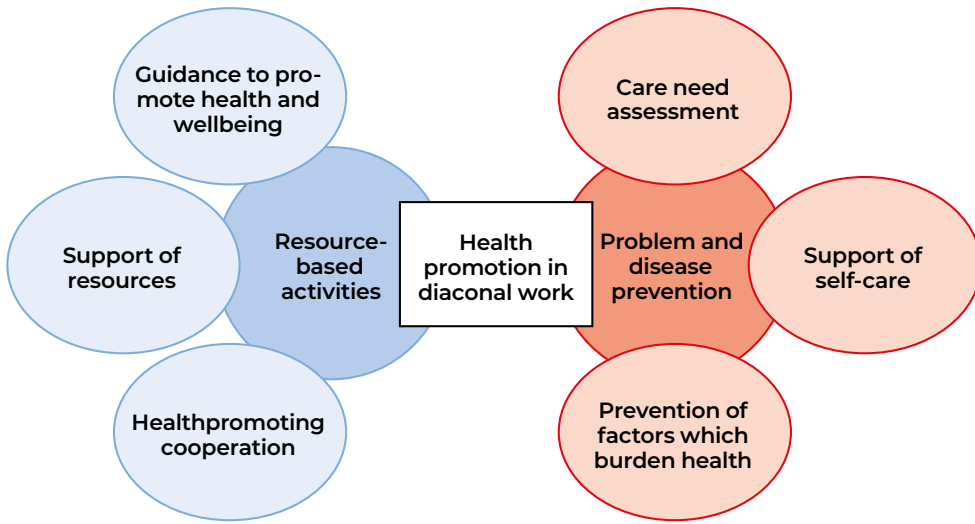 Guidance to pro-
mote health and
wellbeing
Support of
resources
Healthpromoting
cooperation
Resource-
based
activities
Health
promotion in
diaconal work
Problem and
disease
prevention
Care need
assessment
Support of
self-care
Prevention of
factors which
burden health